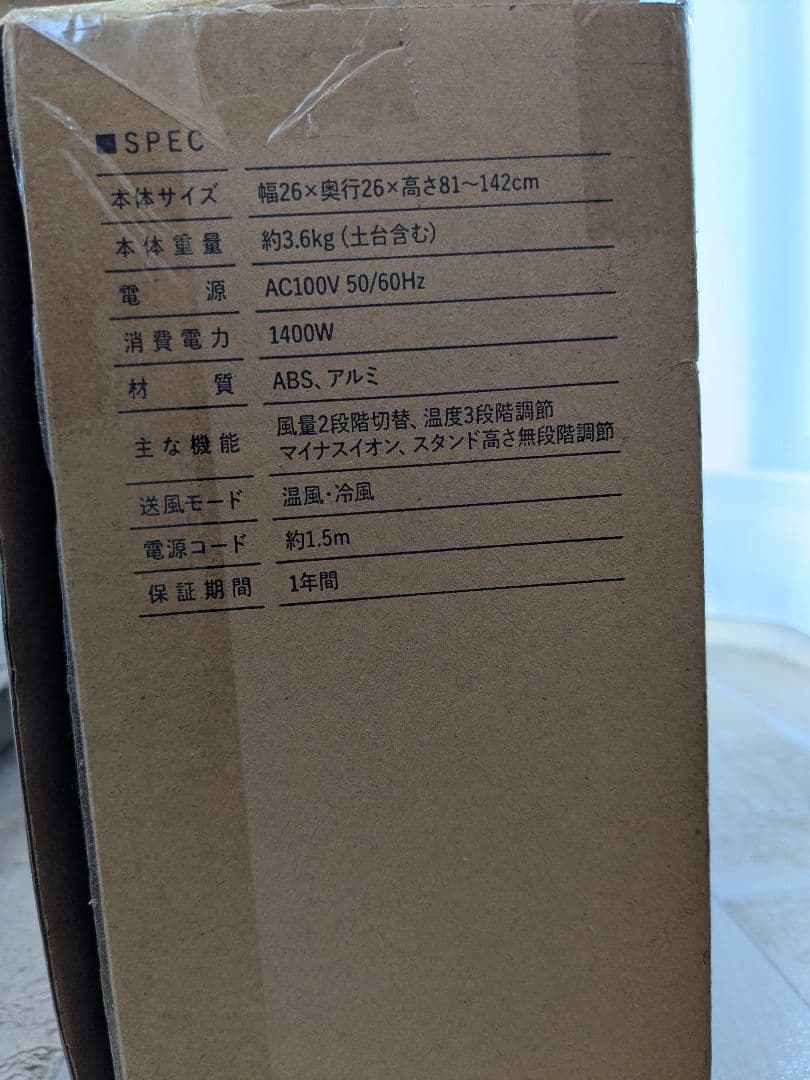 ■SPEC
本体サイズ 幅26×奥行26×高さ81～142cm
本体重量 約3.6kg（土台含む）
電源 AC100V 50/60Hz
消費電力 1400W
材質 ABS、アルミ
主な機能 風量2段階切替、温度3段階調節
マイナスイオン、スタンド高さ無段階調節
送風モード 温風・冷風
電源コード 約1.5m
保証期間 1年間